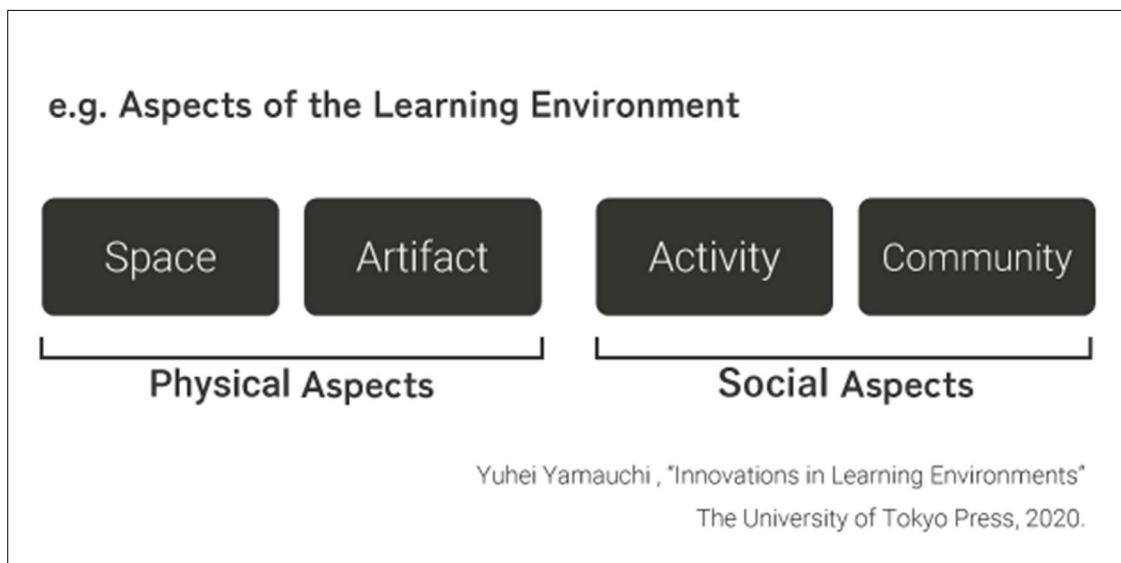 e.g. Aspects of the Learning Environment
Space Artifact Activity Community
Physical Aspects Social Aspects
Yuhei Yamauchi , "Innovations in Learning Environments"
The University of Tokyo Press, 2020.